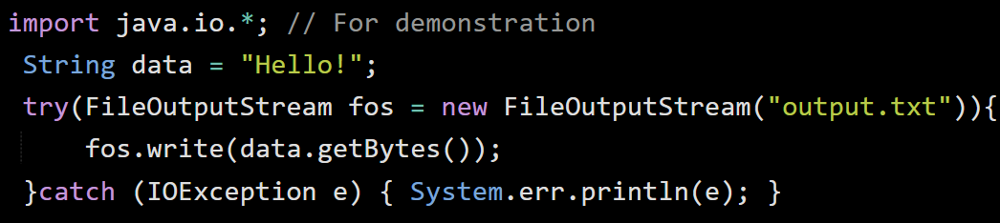 import java.io.*; // For demonstration
String data = "Hello!";
try(FileOutputStream fos = new FileOutputStream("output.txt")){
fos.write(data.getBytes());
}catch (IOException e) { System.err.println(e); }